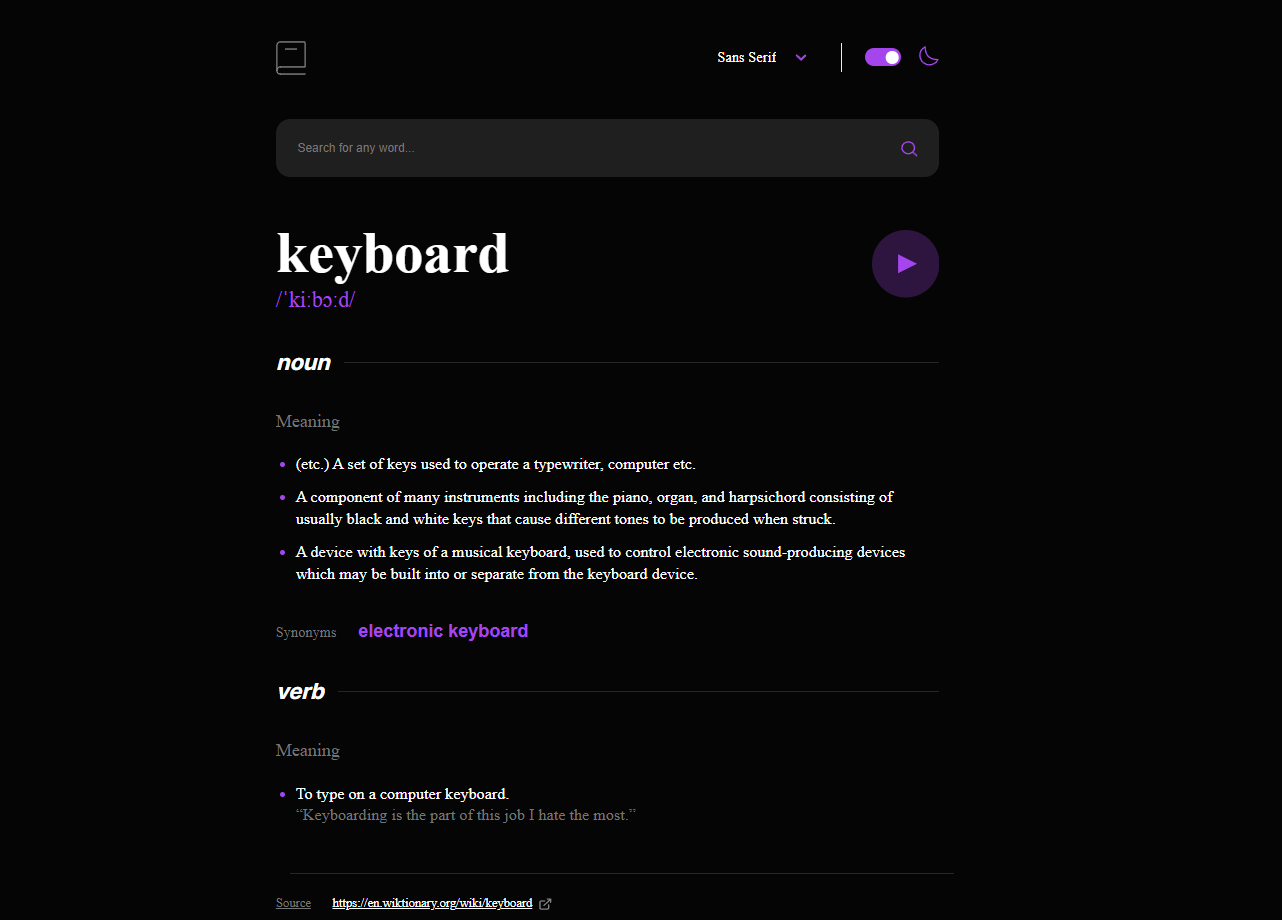 Sans Serif
Search for any word...
keyboard
/ˈkiːbɔːd/
noun
Meaning
(etc.) A set of keys used to operate a typewriter, computer etc.
A component of many instruments including the piano, organ, and harpsichord consisting of
usually black and white keys that cause different tones to be produced when struck.
A device with keys of a musical keyboard, used to control electronic sound-producing devices
which may be built into or separate from the keyboard device.
Synonyms electronic keyboard
verb
Meaning
To type on a computer keyboard.
“Keyboarding is the part of this job I hate the most.”
Source https://en.wiktionary.org/wiki/keyboard